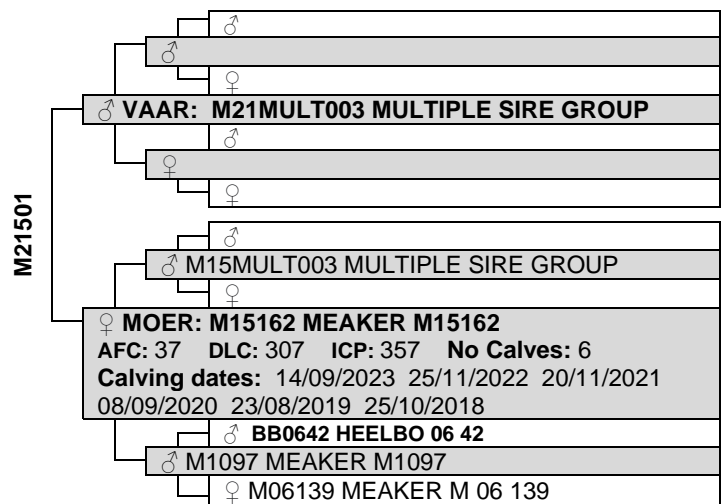 ♂
♂
♀
♂ VAAR: M21MULT003 MULTIPLE SIRE GROUP
♂
♀
♀
M21501
♂
♂ M15MULT003 MULTIPLE SIRE GROUP
♀
♀ MOER: M15162 MEAKER M15162
AFC: 37 DLC: 307 ICP: 357 No Calves: 6
Calving dates: 14/09/2023 25/11/2022 20/11/2021
08/09/2020 23/08/2019 25/10/2018
♂ BB0642 HEELBO 06 42
♂ M1097 MEAKER M1097
♀ M06139 MEAKER M 06 139